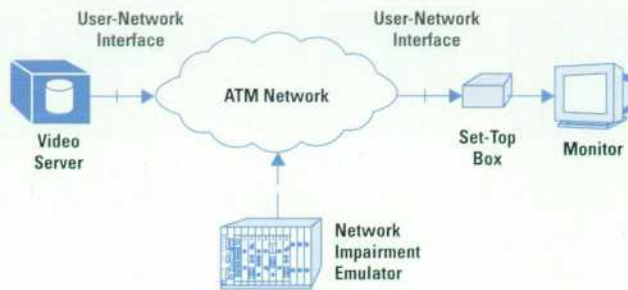 User-Network
Interface
User-Network
Interface
ATM Network
Video
Server
Set-Top
Box
Monitor
Network
Impairment
Emulator